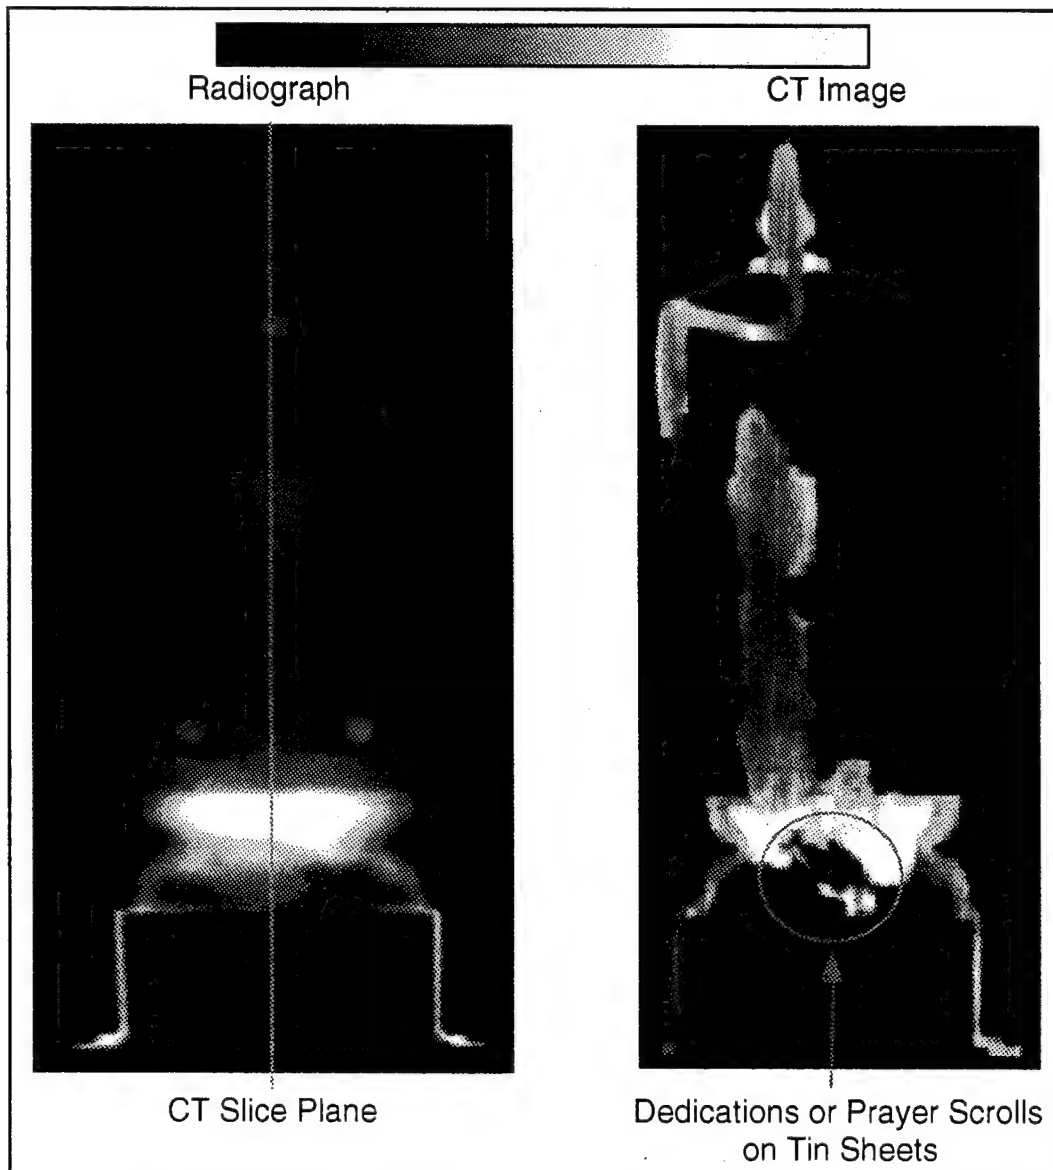 Radiograph
CT Image
CT Slice Plane
Dedications or Prayer Scrolls
on Tin Sheets